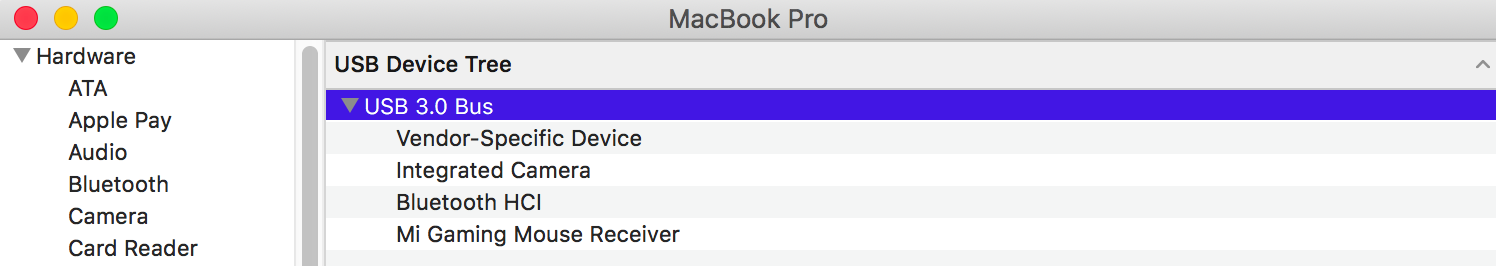 MacBook Pro
Hardware
ATA
Apple Pay
Audio
Bluetooth
Camera
Card Reader
USB Device Tree
USB 3.0 Bus
Vendor-Specific Device
Integrated Camera
Bluetooth HCI
Mi Gaming Mouse Receiver